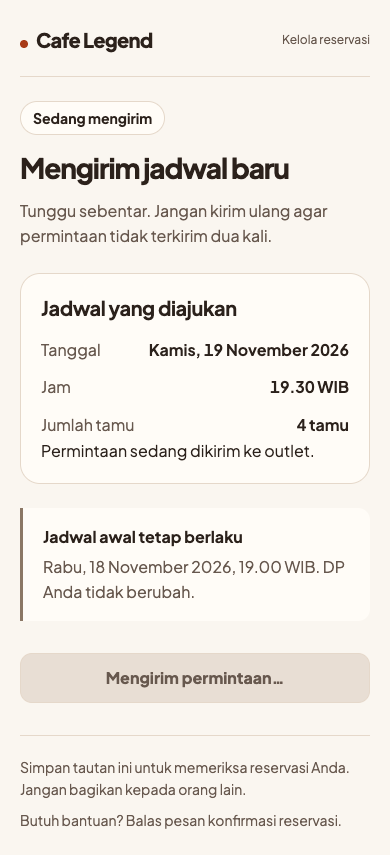 Cafe Legend
Kelola reservasi
Sedang mengirim
Mengirim jadwal baru
Tunggu sebentar. Jangan kirim ulang agar
permintaan tidak terkirim dua kali.
Jadwal yang diajukan
Tanggal Kamis, 19 November 2026
Jam 19.30 WIB
Jumlah tamu 4 tamu
Permintaan sedang dikirim ke outlet.
Jadwal awal tetap berlaku
Rabu, 18 November 2026, 19.00 WIB. DP
Anda tidak berubah.
Mengirim permintaan…
Simpan tautan ini untuk memeriksa reservasi Anda.
Jangan bagikan kepada orang lain.
Butuh bantuan? Balas pesan konfirmasi reservasi.